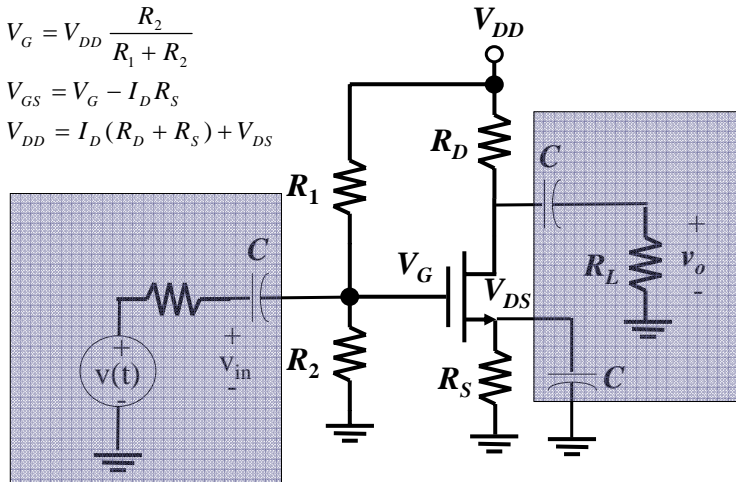 V_G = V_DD R_2 / (R_1 + R_2)
V_GS = V_G − I_D R_S
V_DD = I_D (R_D + R_S) + V_DS
V_DD
R_D
C
R_1
C
V_G
V_DS
R_L
+
v_o
-
+
v(t)
-
+
v_in
-
R_2
R_S
C